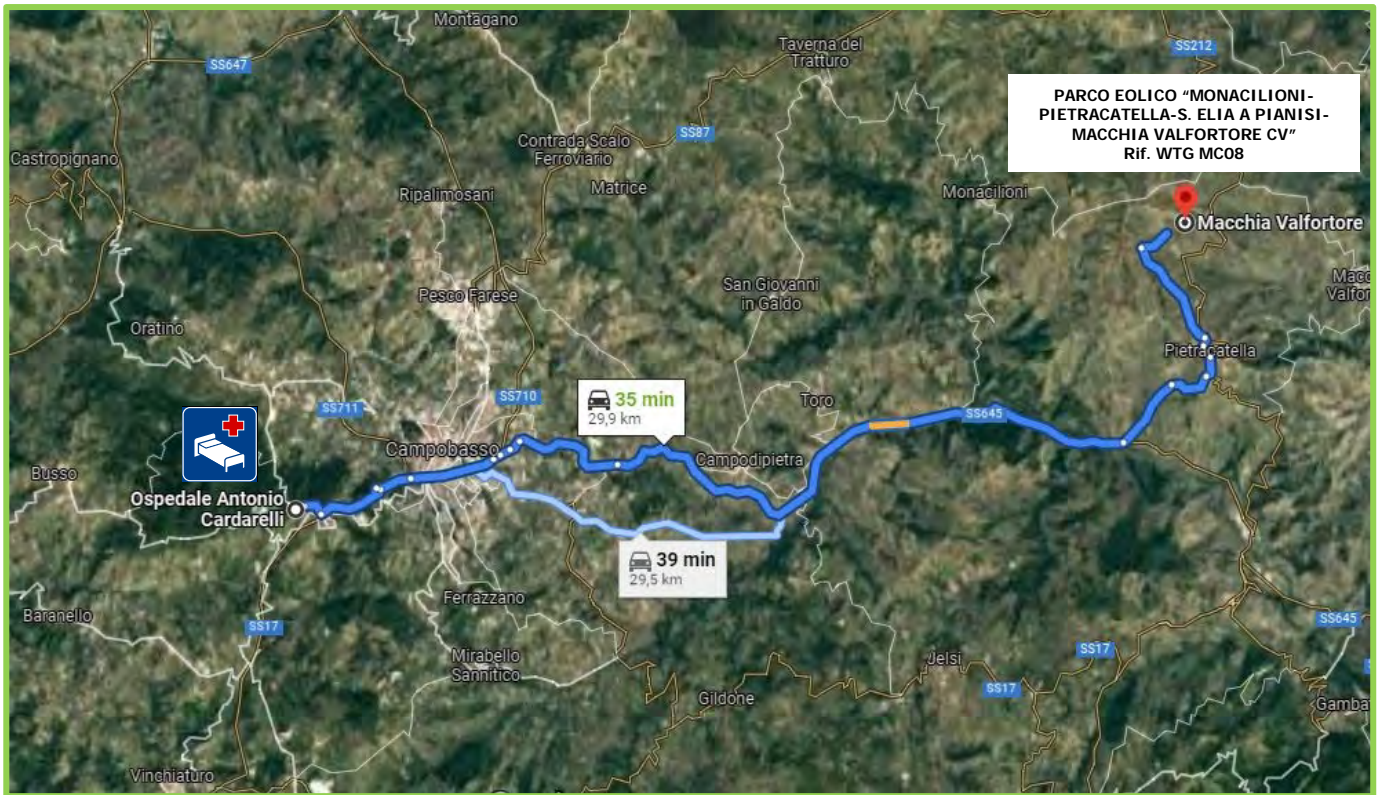 Montagano
Taverna del
Tratturo
SS212
SS647
PARCO EOLICO “MONACILIONI-
PIETRACATELLA-S. ELIA A PIANISI-
MACCHIA VALFORTORE CV”
Rif. WTG MC08
SS87
Contrada Scalo
Ferroviario
Castropignano
Matrice
Ripalimosani
Monacilioni
Macchia Valfortore
Macc
Valfor
San Giovanni
in Galdo
Pesco Farese
Oratino
Pietracatella
SS710
35 min
29,9 km
Toro
SS711
SS645
Campobasso
Campodipietra
Busso
Ospedale Antonio
Cardarelli
39 min
29,5 km
Ferrazzano
Baranello
SS17
SS645
Mirabello
Sannitico
Jelsi
SS17
SS17
Gildone
Gamba
Vinchiaturo